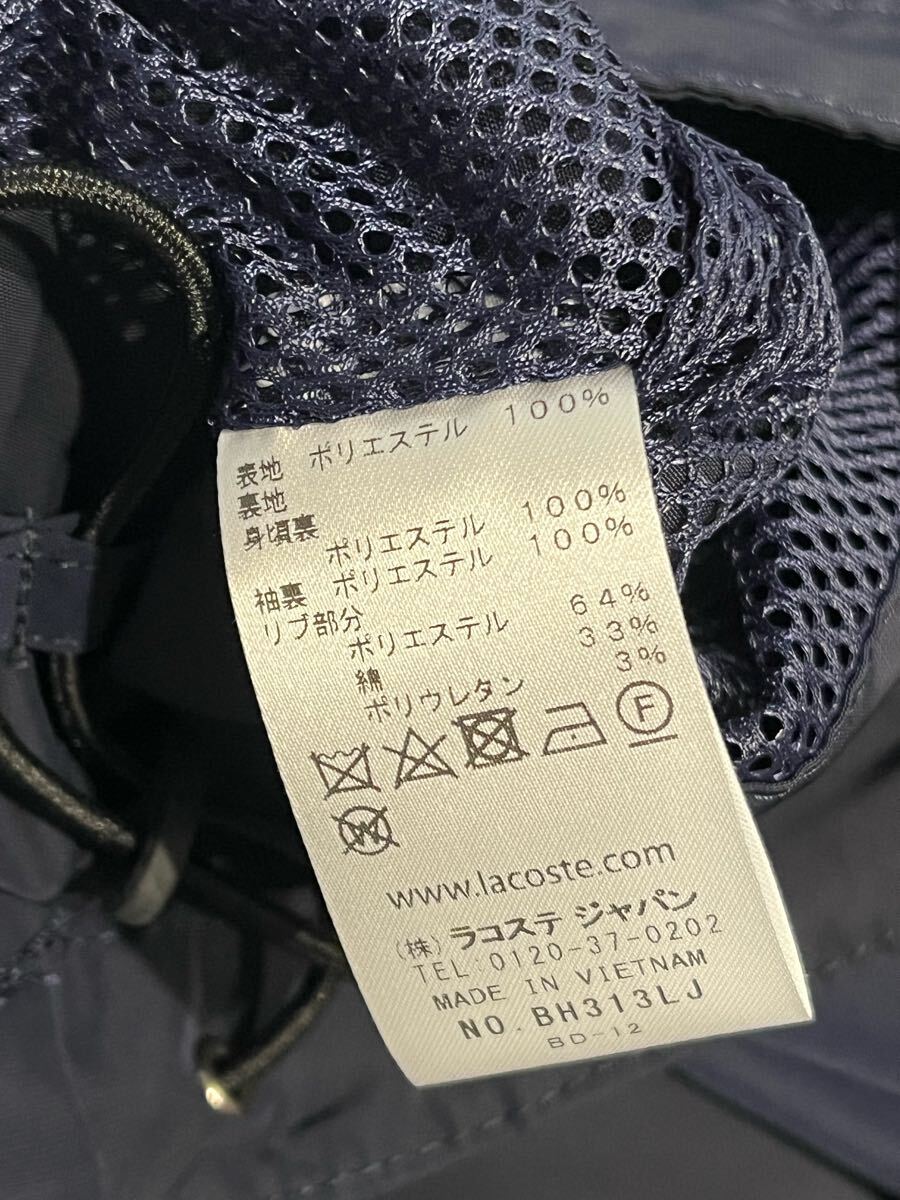 表地 ポリエステル 100%
裏地
身頃裏
ポリエステル 100%
袖裏 ポリエステル 100%
リブ部分
ポリエステル 64%
綿 33%
ポリウレタン 3%
F
W
www.lacoste.com
(株) ラコステ ジャパン
TEL:0120-37-0202
MADE IN VIETNAM
NO. BH313LJ
BD-12